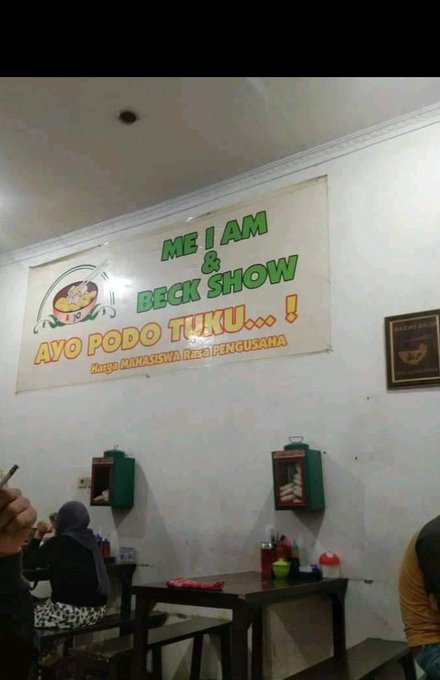 ME I AM
&
BECK SHOW
AYO PODO TUKU... !
Harga MAHASISWA Rasa PENGUSAHA